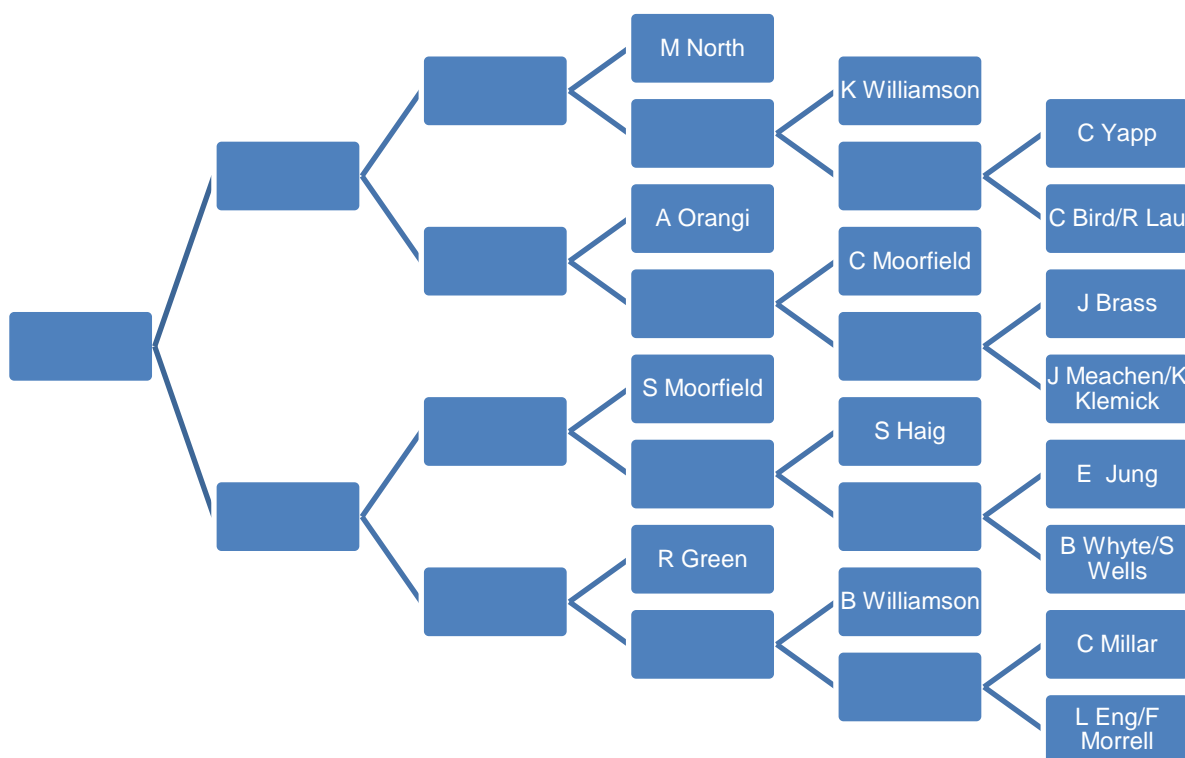 M North
K Williamson
C Yapp
C Bird/R Lau
A Orangi
C Moorfield
J Brass
J Meachen/K
Klemick
S Moorfield
S Haig
E  Jung
B Whyte/S
Wells
R Green
B Williamson
C Millar
L Eng/F
Morrell